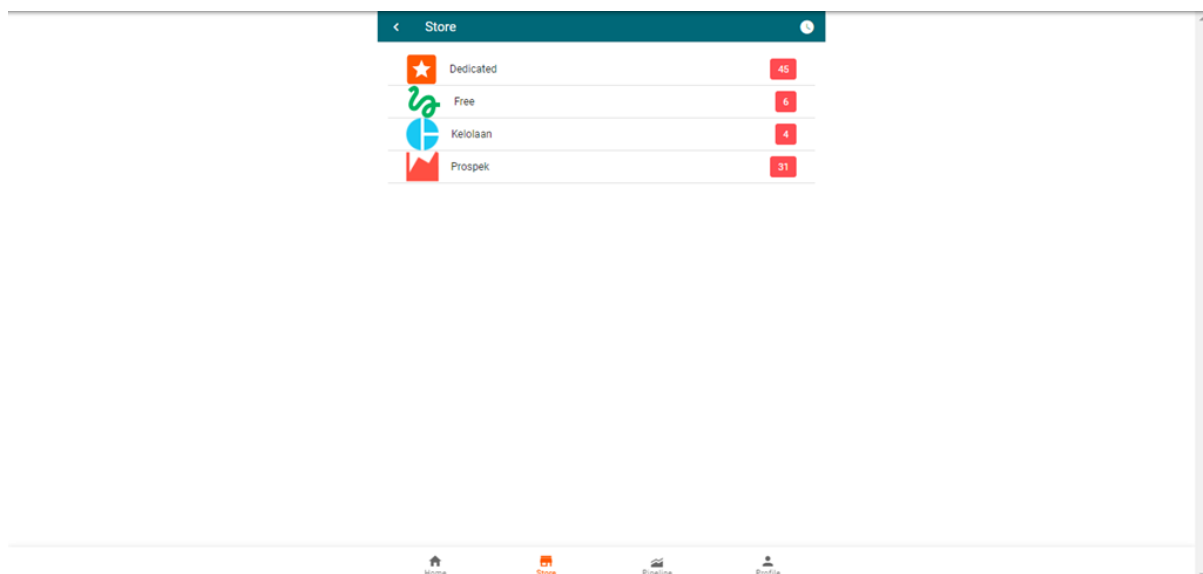 Store
Dedicated 45
Free 6
Kelolaan 4
Prospek 31
Home Store Pipeline Profile